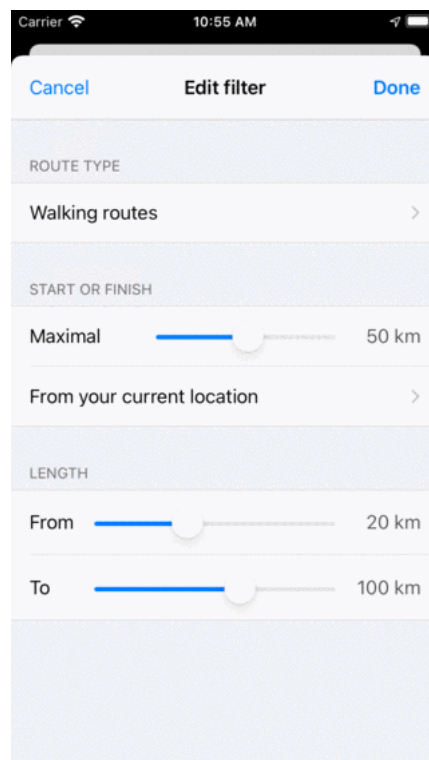 Carrier 10:55 AM
Cancel Edit filter Done
ROUTE TYPE
Walking routes
START OR FINISH
Maximal 50 km
From your current location
LENGTH
From 20 km
To 100 km